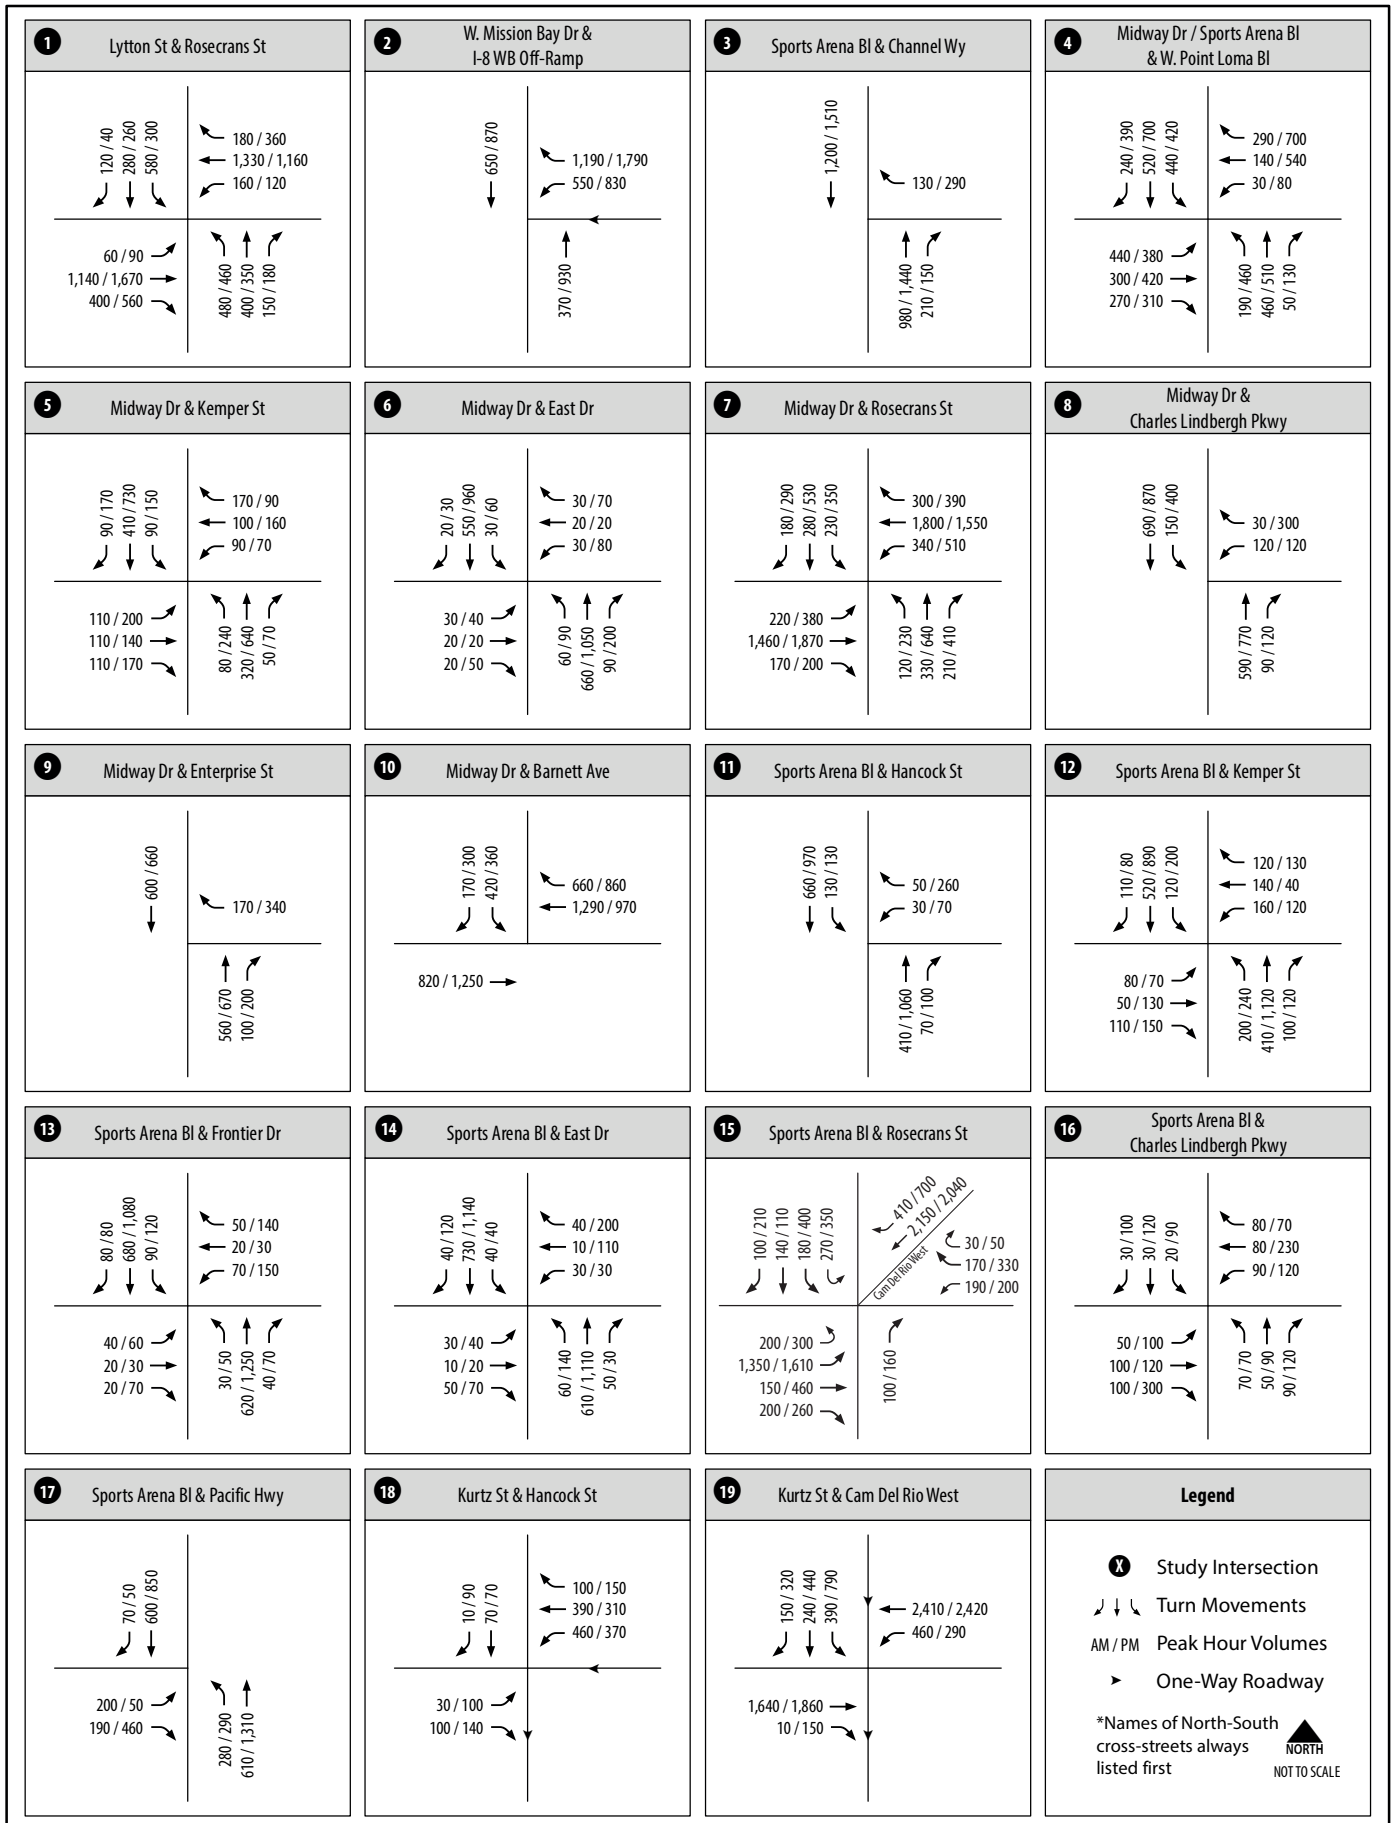 1
Lytton St & Rosecrans St
120 / 40
280 / 260
580 / 300
180 / 360
1,330 / 1,160
160 / 120
60 / 90
1,140 / 1,670
400 / 560
480 / 460
400 / 350
150 / 180
2
W. Mission Bay Dr &
I-8 WB Off-Ramp
650 / 870
1,190 / 1,790
550 / 830
370 / 930
3
Sports Arena Bl & Channel Wy
1,200 / 1,510
130 / 290
980 / 1,440
210 / 150
4
Midway Dr / Sports Arena Bl
& W. Point Loma Bl
240 / 390
520 / 700
440 / 420
290 / 700
140 / 540
30 / 80
440 / 380
300 / 420
270 / 310
190 / 460
460 / 510
50 / 130
5
Midway Dr & Kemper St
90 / 170
410 / 730
90 / 150
170 / 90
100 / 160
90 / 70
110 / 200
110 / 140
110 / 170
80 / 240
320 / 640
50 / 70
6
Midway Dr & East Dr
20 / 30
550 / 960
30 / 60
30 / 70
20 / 20
30 / 80
30 / 40
20 / 20
20 / 50
60 / 90
660 / 1,050
90 / 200
7
Midway Dr & Rosecrans St
180 / 290
280 / 530
230 / 350
300 / 390
1,800 / 1,550
340 / 510
220 / 380
1,460 / 1,870
170 / 200
120 / 230
330 / 640
210 / 410
8
Midway Dr &
Charles Lindbergh Pkwy
690 / 870
150 / 400
30 / 300
120 / 120
590 / 770
90 / 120
9
Midway Dr & Enterprise St
600 / 660
170 / 340
560 / 670
100 / 200
10
Midway Dr & Barnett Ave
170 / 300
420 / 360
660 / 860
1,290 / 970
820 / 1,250
11
Sports Arena Bl & Hancock St
660 / 970
130 / 130
50 / 260
30 / 70
410 / 1,060
70 / 100
12
Sports Arena Bl & Kemper St
110 / 80
520 / 890
120 / 200
120 / 130
140 / 40
160 / 120
80 / 70
50 / 130
110 / 150
200 / 240
410 / 1,120
100 / 120
13
Sports Arena Bl & Frontier Dr
80 / 80
680 / 1,080
90 / 120
50 / 140
20 / 30
70 / 150
40 / 60
20 / 30
20 / 70
30 / 50
620 / 1,250
40 / 70
14
Sports Arena Bl & East Dr
40 / 120
730 / 1,140
40 / 40
40 / 200
10 / 110
30 / 30
30 / 40
10 / 20
50 / 70
60 / 140
610 / 1,110
50 / 30
15
Sports Arena Bl & Rosecrans St
100 / 210
140 / 110
180 / 400
270 / 350
410 / 700
2,150 / 2,040
Cam Del Rio West
30 / 50
170 / 330
190 / 200
200 / 300
1,350 / 1,610
150 / 460
200 / 260
100 / 160
16
Sports Arena Bl &
Charles Lindbergh Pkwy
30 / 100
30 / 120
20 / 90
80 / 70
80 / 230
90 / 120
50 / 100
100 / 120
100 / 300
70 / 70
50 / 90
90 / 120
17
Sports Arena Bl & Pacific Hwy
70 / 50
600 / 850
200 / 50
190 / 460
280 / 290
610 / 1,310
18
Kurtz St & Hancock St
10 / 90
70 / 70
100 / 150
390 / 310
460 / 370
30 / 100
100 / 140
19
Kurtz St & Cam Del Rio West
150 / 320
240 / 440
390 / 790
2,410 / 2,420
460 / 290
1,640 / 1,860
10 / 150
Legend
X Study Intersection
Turn Movements
AM / PM Peak Hour Volumes
One-Way Roadway
*Names of North-South
cross-streets always
listed first
NORTH
NOT TO SCALE